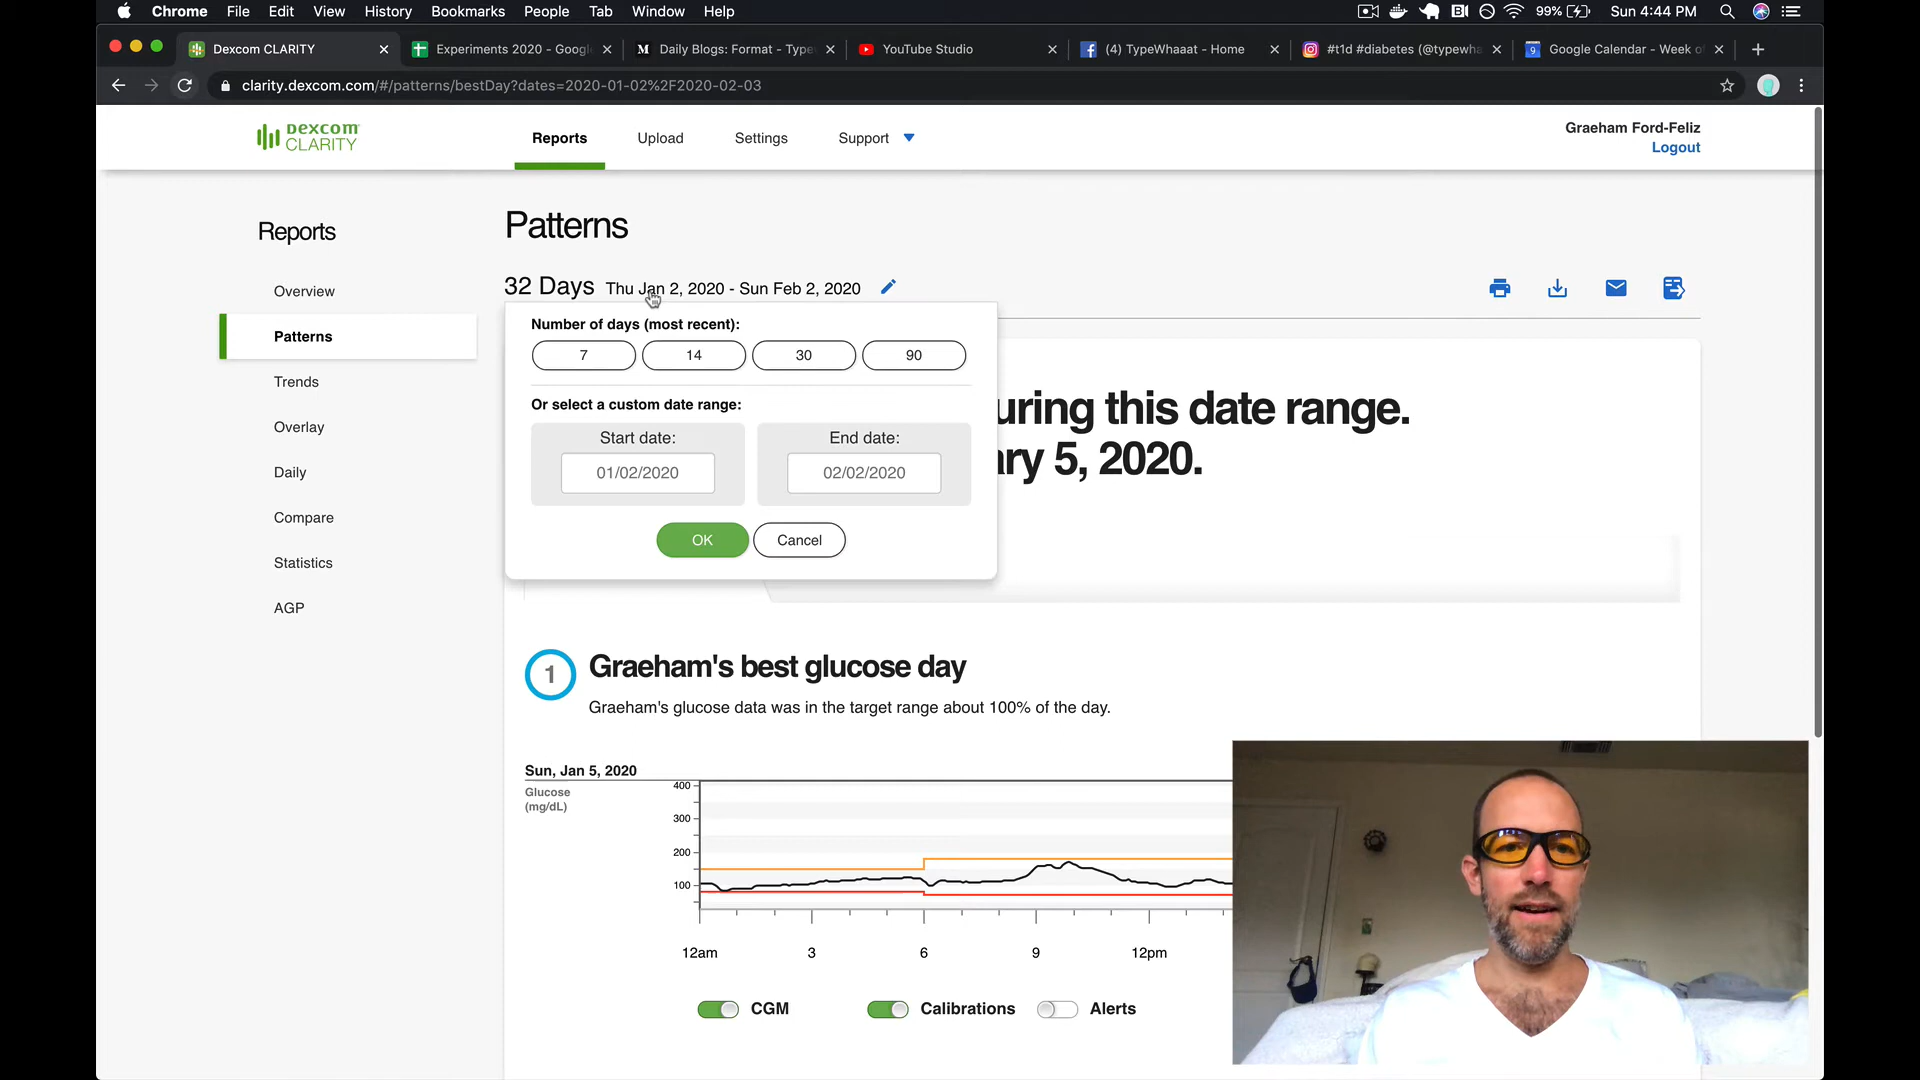 Chrome File Edit View History Bookmarks People Tab Window Help
99% Sun 4:44 PM
Dexcom CLARITY
Experiments 2020 - Googl
Daily Blogs: Format - Type
YouTube Studio
(4) TypeWhaaat - Home
#t1d #diabetes (@typewha
9
Google Calendar - Week o
clarity.dexcom.com/#/patterns/bestDay?dates=2020-01-02%2F2020-02-03
Dexcom
CLARITY
Reports
Upload
Settings
Support
Graeham Ford-Feliz
Logout
Reports
Overview
Patterns
Trends
Overlay
Daily
Compare
Statistics
AGP
Patterns
32 Days Thu Jan 2, 2020 - Sun Feb 2, 2020
Number of days (most recent):
7 14 30 90
Or select a custom date range:
Start date: End date:
01/02/2020 02/02/2020
OK Cancel
uring this date range.
ary 5, 2020.
1
Graeham's best glucose day
Graeham's glucose data was in the target range about 100% of the day.
Sun, Jan 5, 2020
Glucose
(mg/dL)
400
300
200
100
12am 3 6 9 12pm
CGM Calibrations Alerts